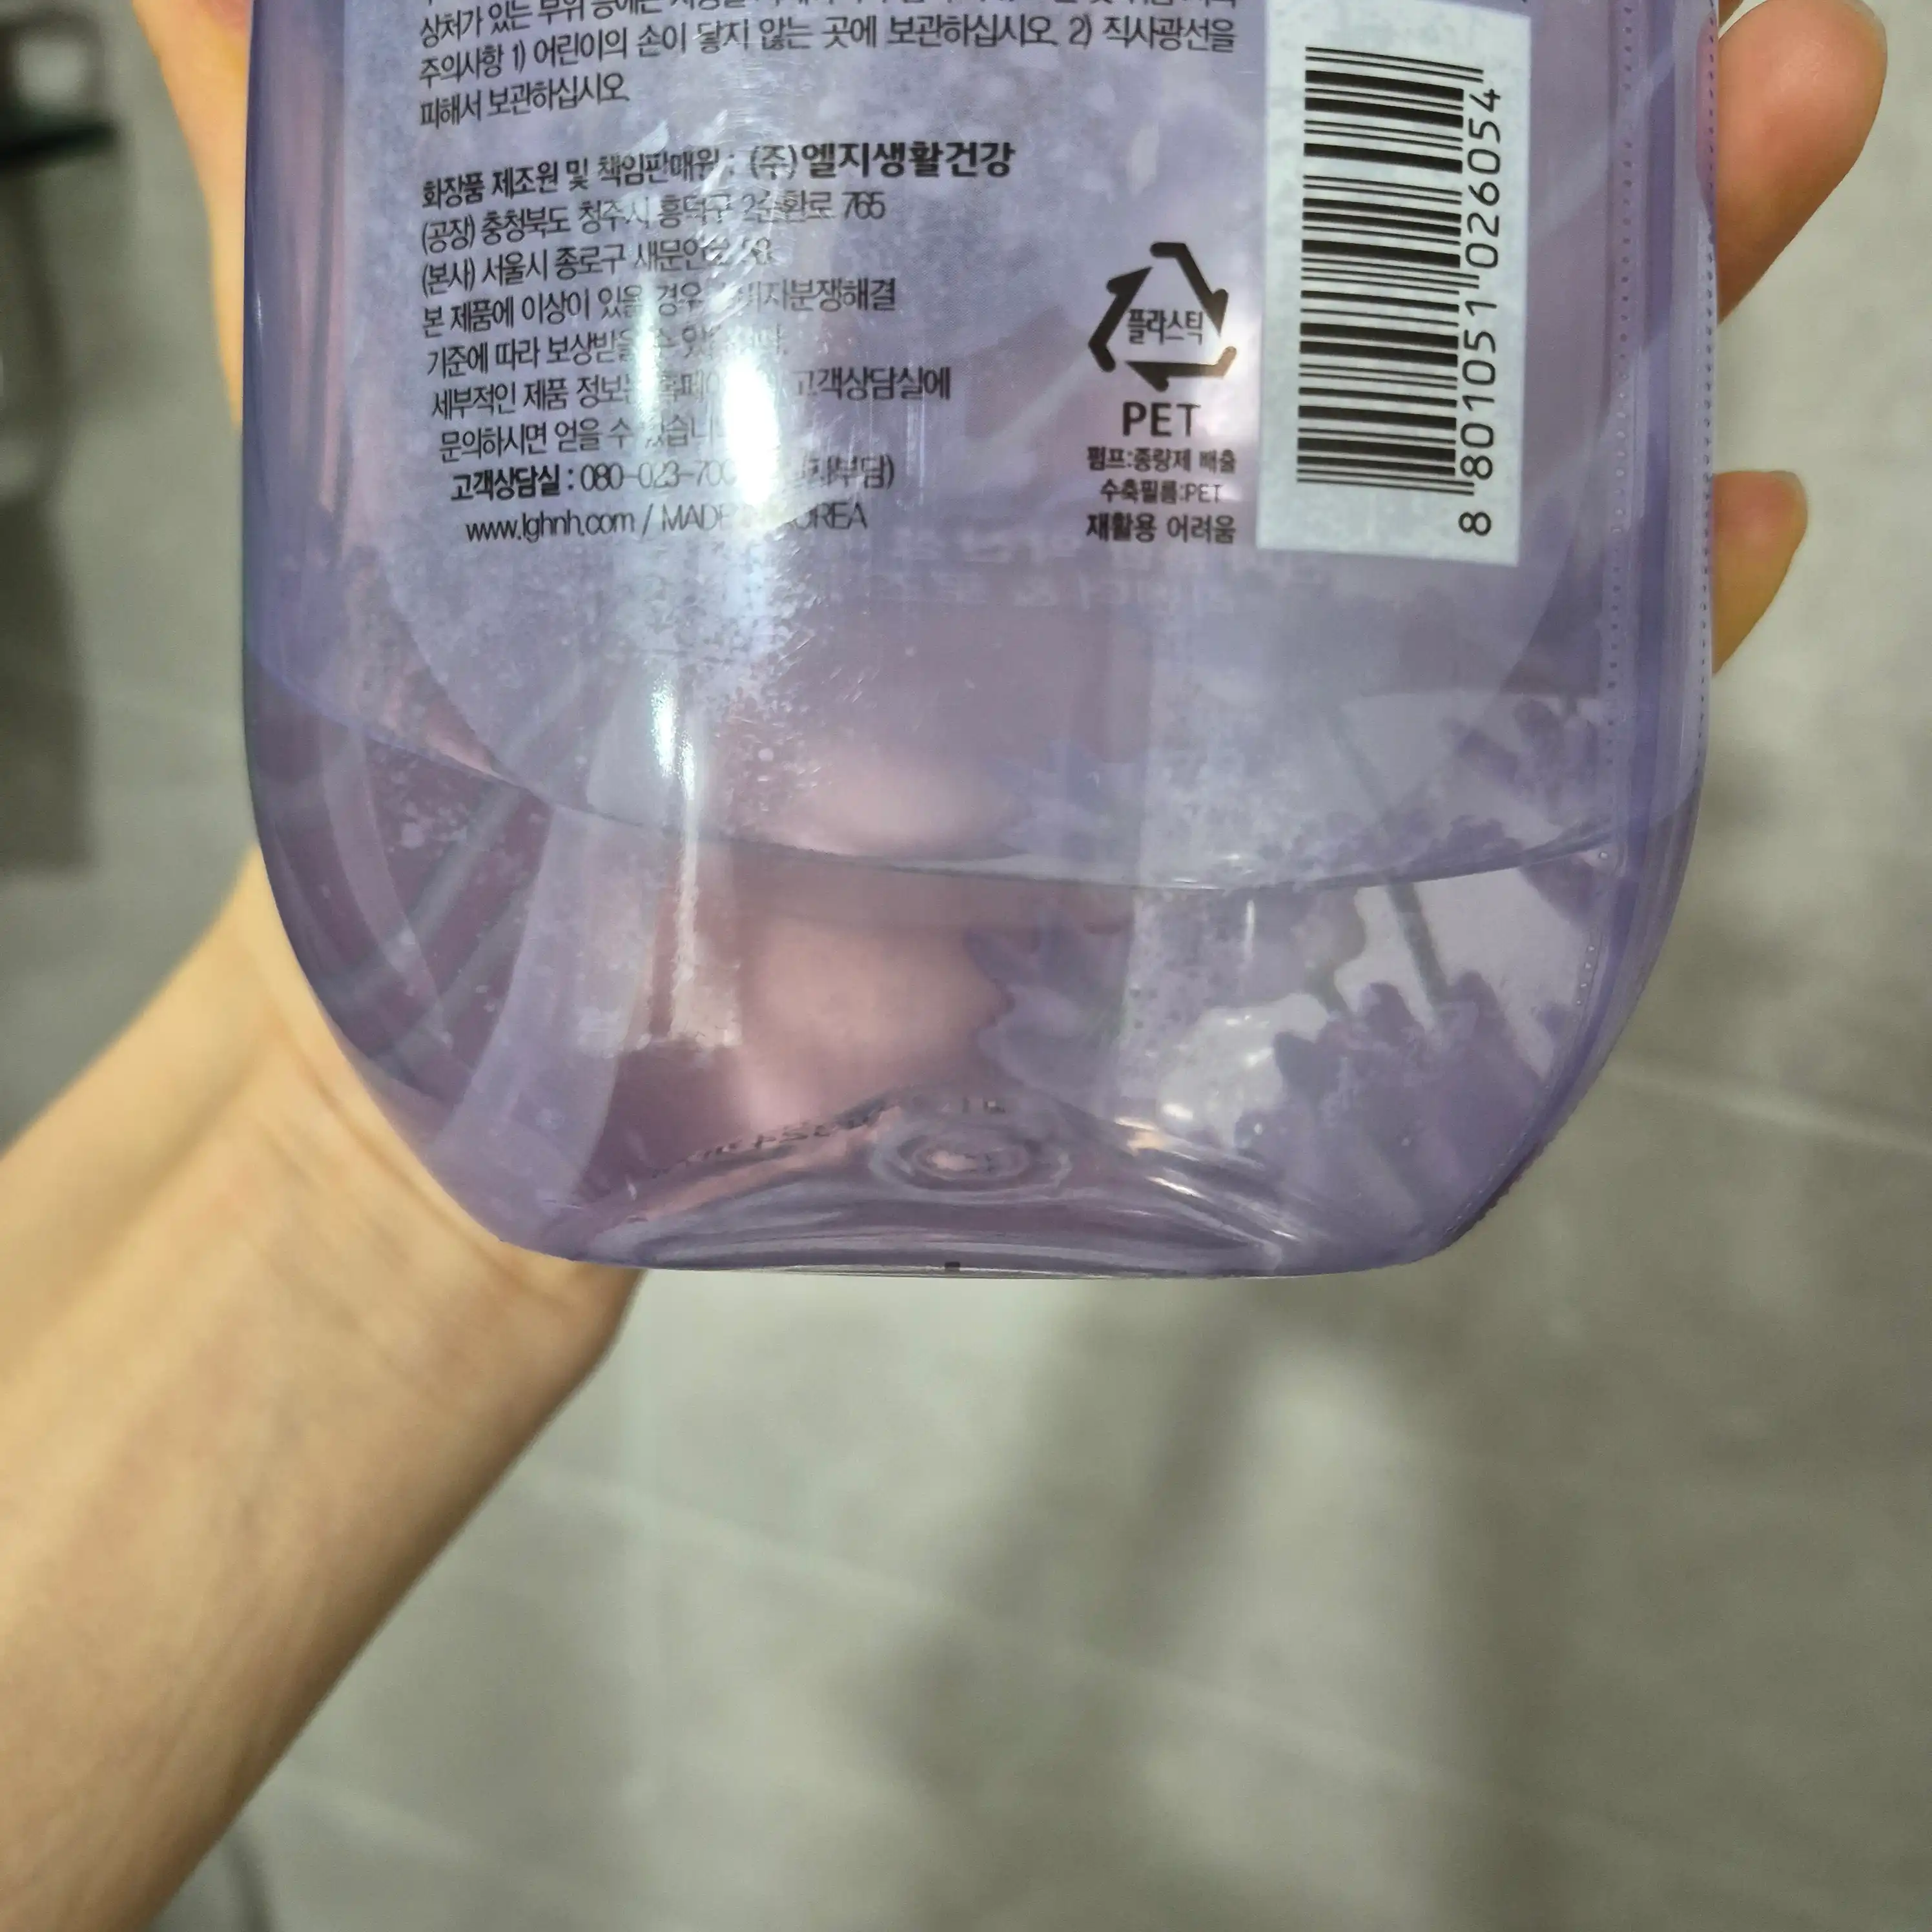 상처가 있는 부위 등에는
주의사항 1) 어린이의 손이 닿지 않는 곳에 보관하십시오 2) 직사광선을
피해서 보관하십시오
화장품 제조원 및 책임판매원 : (주)엘지생활건강
(공장) 충청북도 청주시 흥덕구 2순환로 765
(본사) 서울시 종로구 새문안로 58
본 제품에 이상이 있을 경우 소비자분쟁해결
기준에 따라 보상받을 수 있습니다.
세부적인 제품 정보는 고객상담실에
문의하시면 얻을 수 있습니다
고객상담실 : 080-023-700
www.lghnh.com / MADE IN KOREA
플라스틱
PET
펌프:종량제 배출
수축필름:PET
재활용 어려움
8 801051 026054